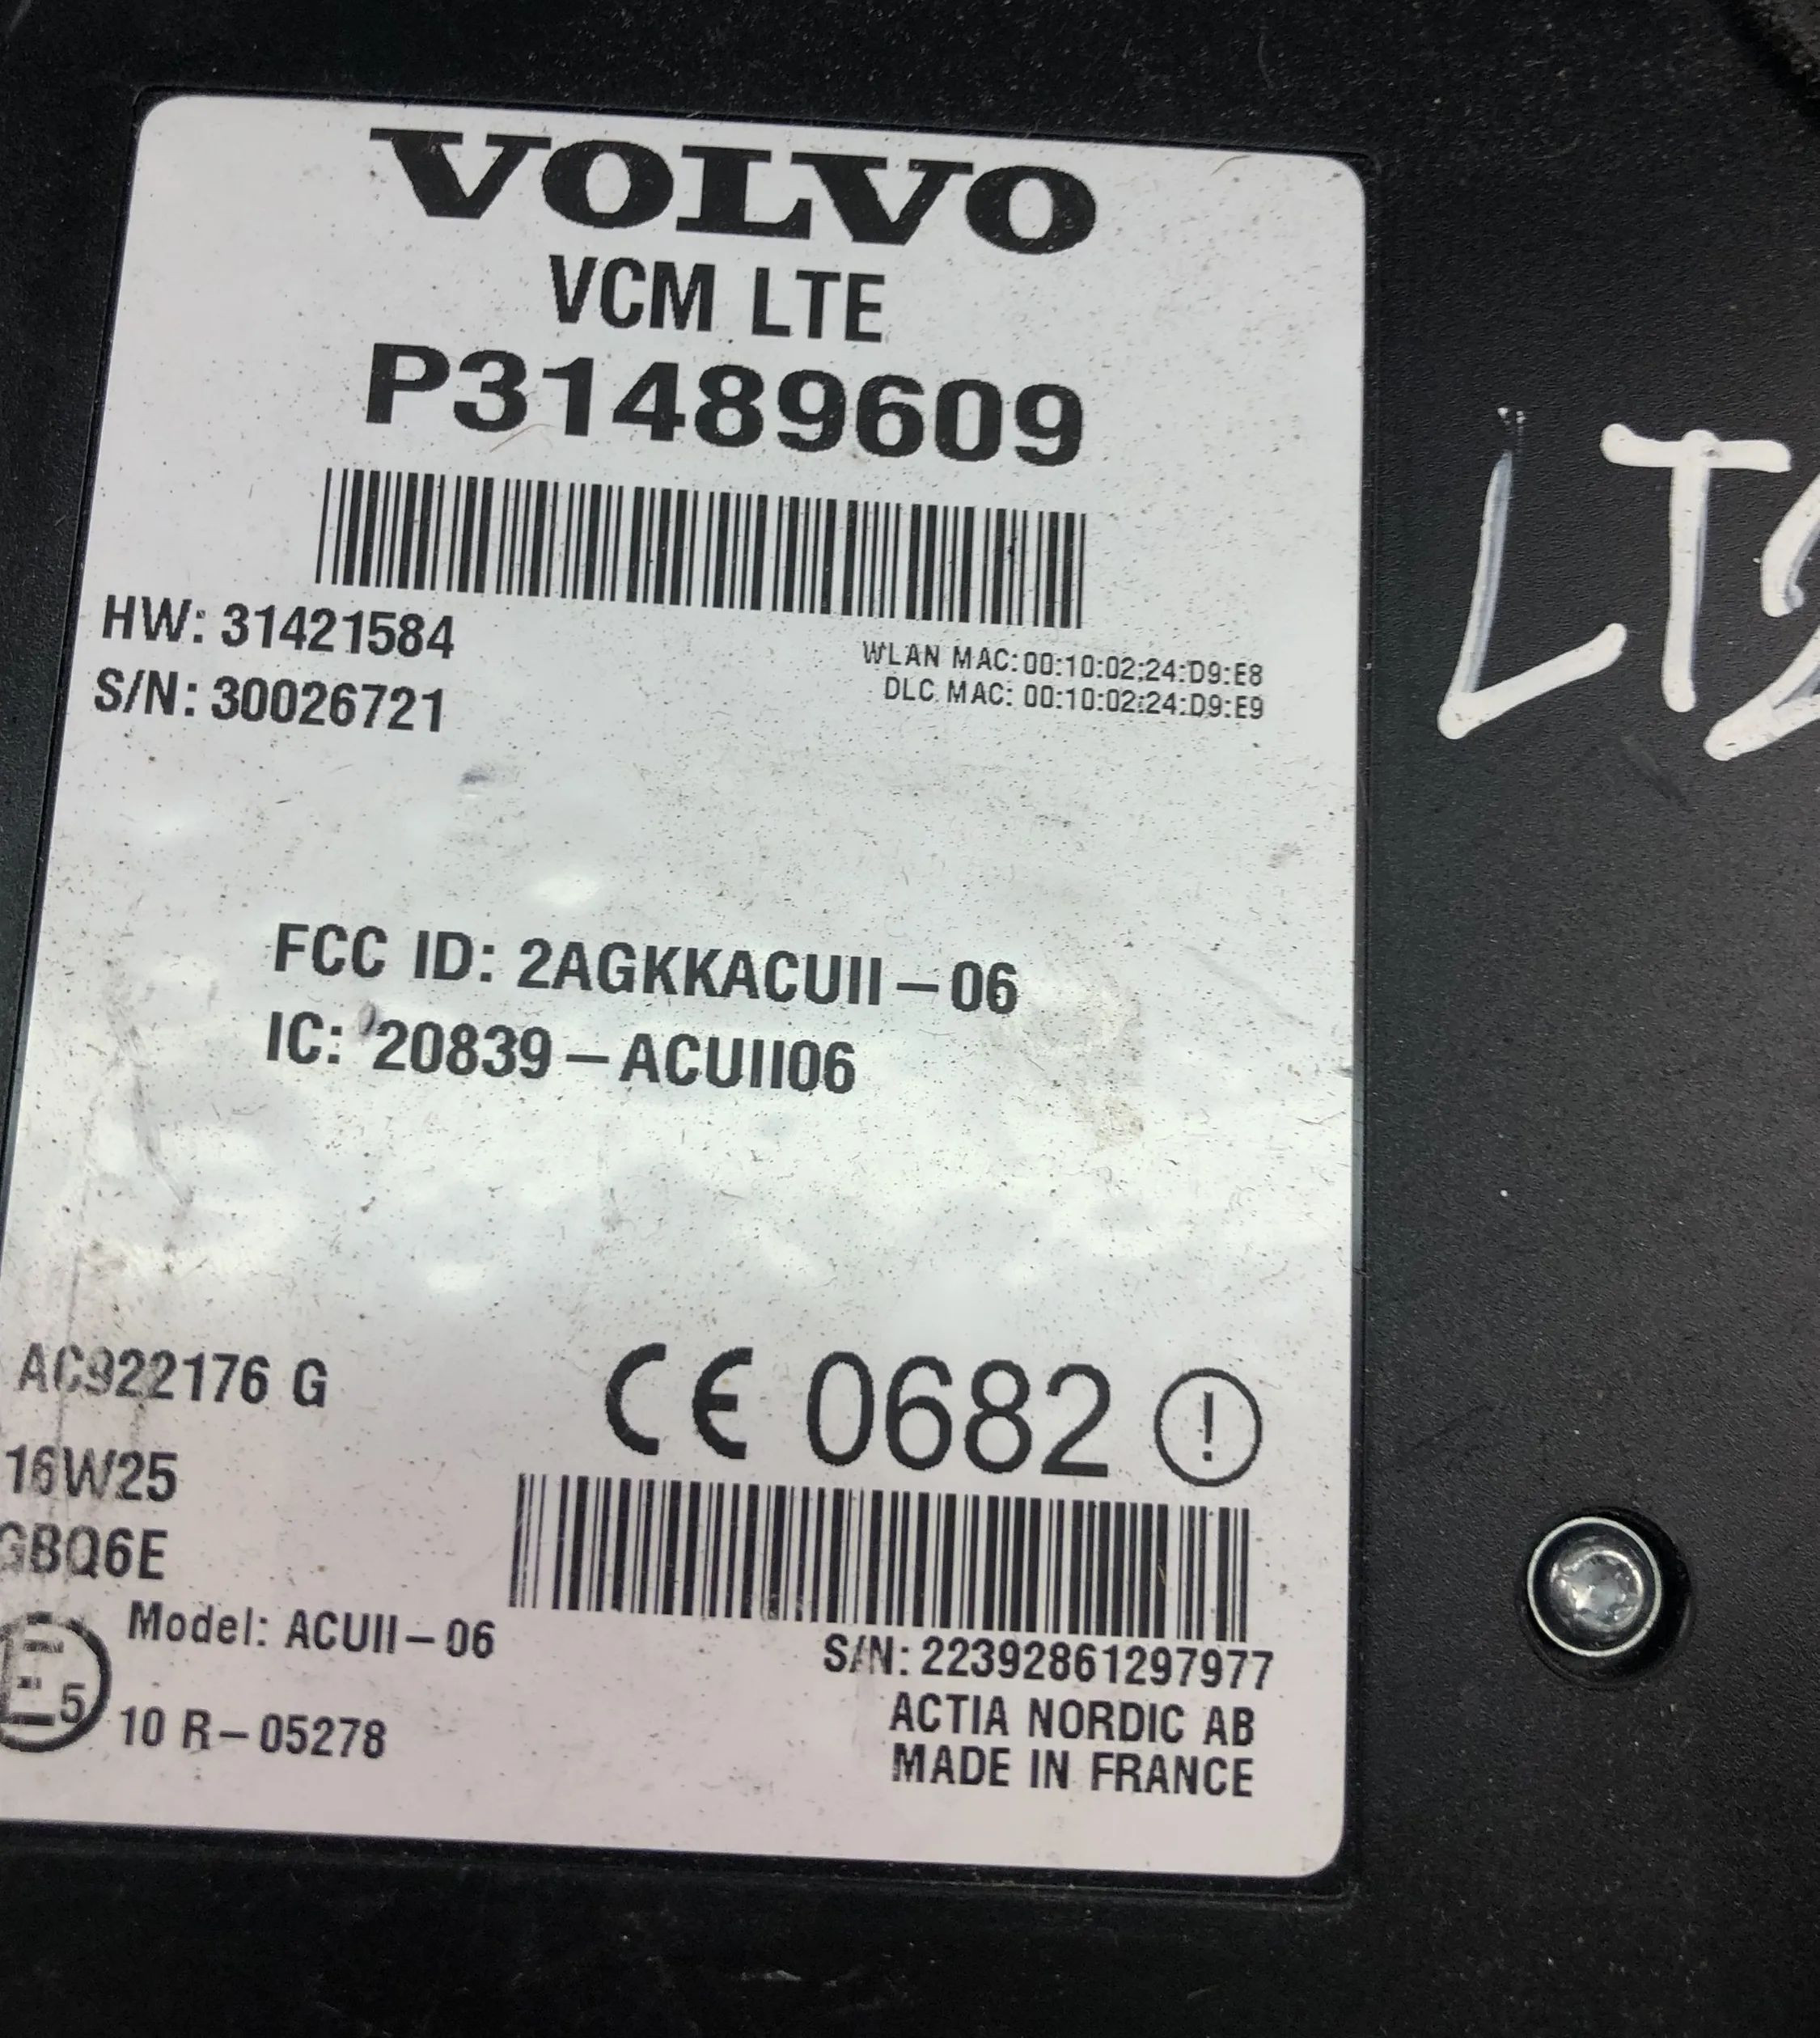 VOLVO
VCM LTE
P31489609
HW: 31421584
S/N: 30026721
WLAN MAC: 00:10:02:24:D9:E8
DLC MAC: 00:10:02:24:D9:E9
LT
FCC ID: 2AGKKACUII-06
IC: 20839-ACUII06
AC922176 G
CE 0682 !
16W25
GBQ6E
Model: ACUII-06
S/N: 22392861297977
E5
10 R-05278
ACTIA NORDIC AB
MADE IN FRANCE